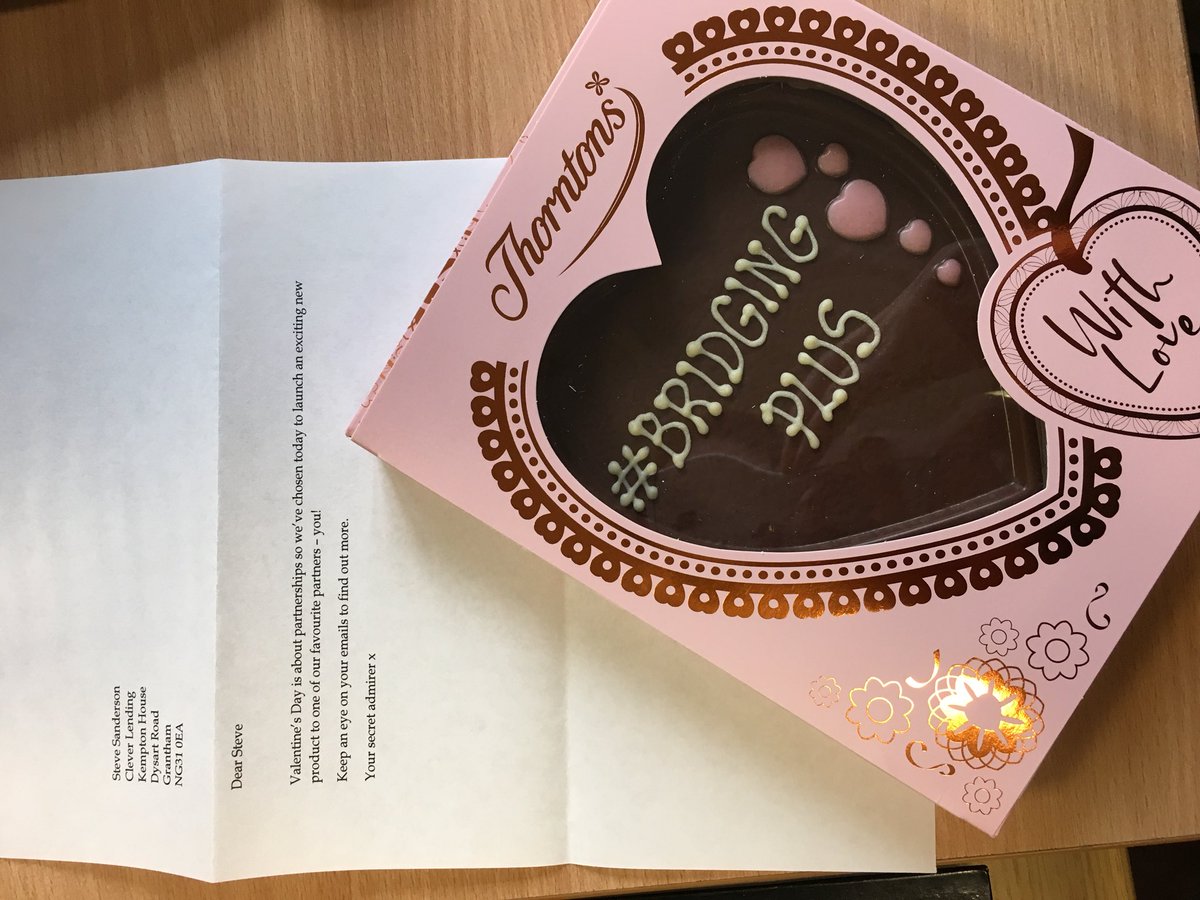 Steve Sanderson
Clever Lending
Kempton House
Dysart Road
Grantham
NG31 0EA
Dear Steve
Valentine's Day is about partnerships so we've chosen today to launch an exciting new
product to one of our favourite partners – you!
Keep an eye on your emails to find out more.
Your secret admirer x
Thorntons
#BRIDGING
PLUS
With
Love